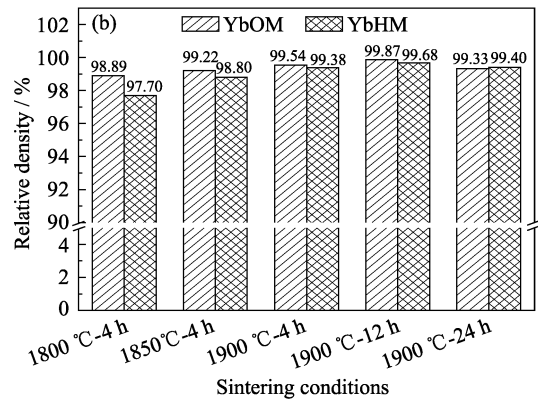 (b)
YbOM
YbHM
Relative density / %
102
100
98
96
94
92
90
4
2
0
98.89
97.70
99.22
98.80
99.54
99.38
99.87
99.68
99.33
99.40
1800 ℃-4 h
1850 ℃-4 h
1900 ℃-4 h
1900 ℃-12 h
1900 ℃-24 h
Sintering conditions